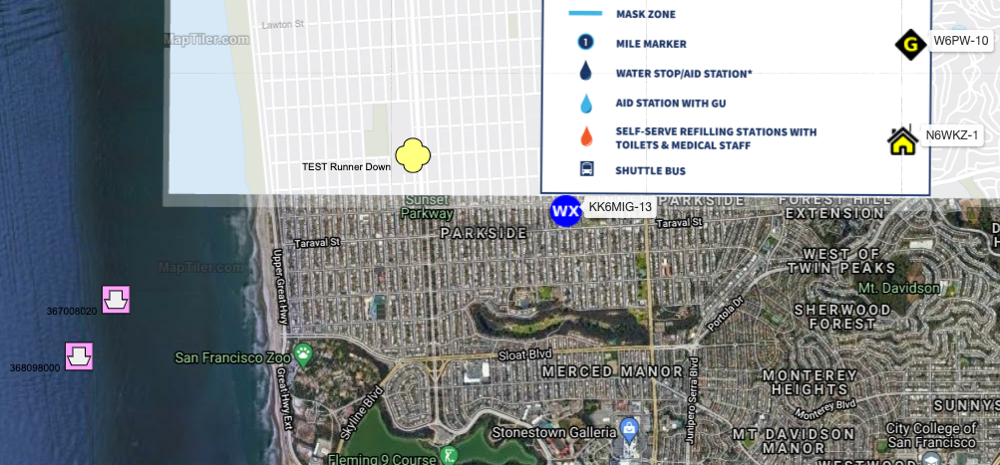 MASK ZONE
Lawton St
MapTiler.com
1
MILE MARKER
G
W6PW-10
WATER STOP/AID STATION*
AID STATION WITH GU
SELF-SERVE REFILLING STATIONS WITH
TOILETS & MEDICAL STAFF
N6WKZ-1
TEST Runner Down
SHUTTLE BUS
Sunset
Parkway
WX
KK6MIG-13
PARKSIDE
FOREST HILL
EXTENSION
Taraval St
PARKSIDE
Taraval St
Upper Great Hwy
MapTiler.com
WEST OF
TWIN PEAKS
Mt. Davidson
367008020
Portola Dr
SHERWOOD
FOREST
San Francisco Zoo
368098000
Sloat Blvd
MERCED MANOR
Great Hwy Ext
Skyline Blvd
Junipero Serra Blvd
MONTEREY
HEIGHTS
Monterey Blvd
SUNNYS
Stonestown Galleria
MT DAVIDSON
MANOR
City College of
San Francisco
Fleming 9 Course
WESTWOOD